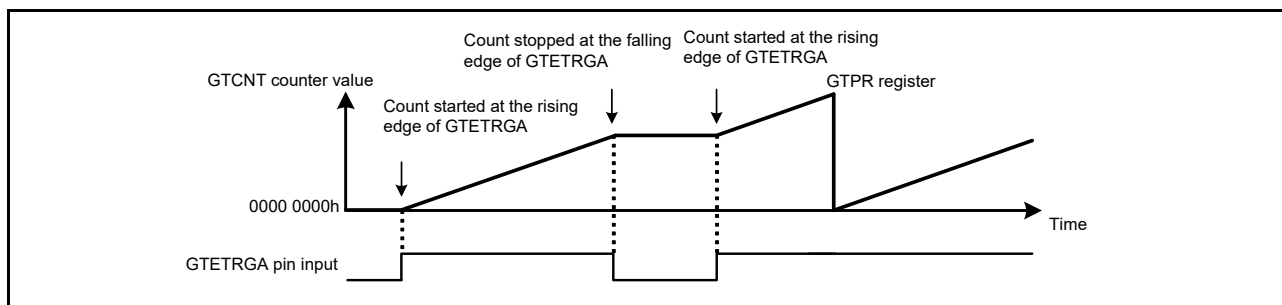 Count stopped at the falling
edge of GTETRGA
Count started at the rising
edge of GTETRGA
GTCNT counter value
GTPR register
Count started at the rising
edge of GTETRGA
0000 0000h
Time
GTETRGA pin input